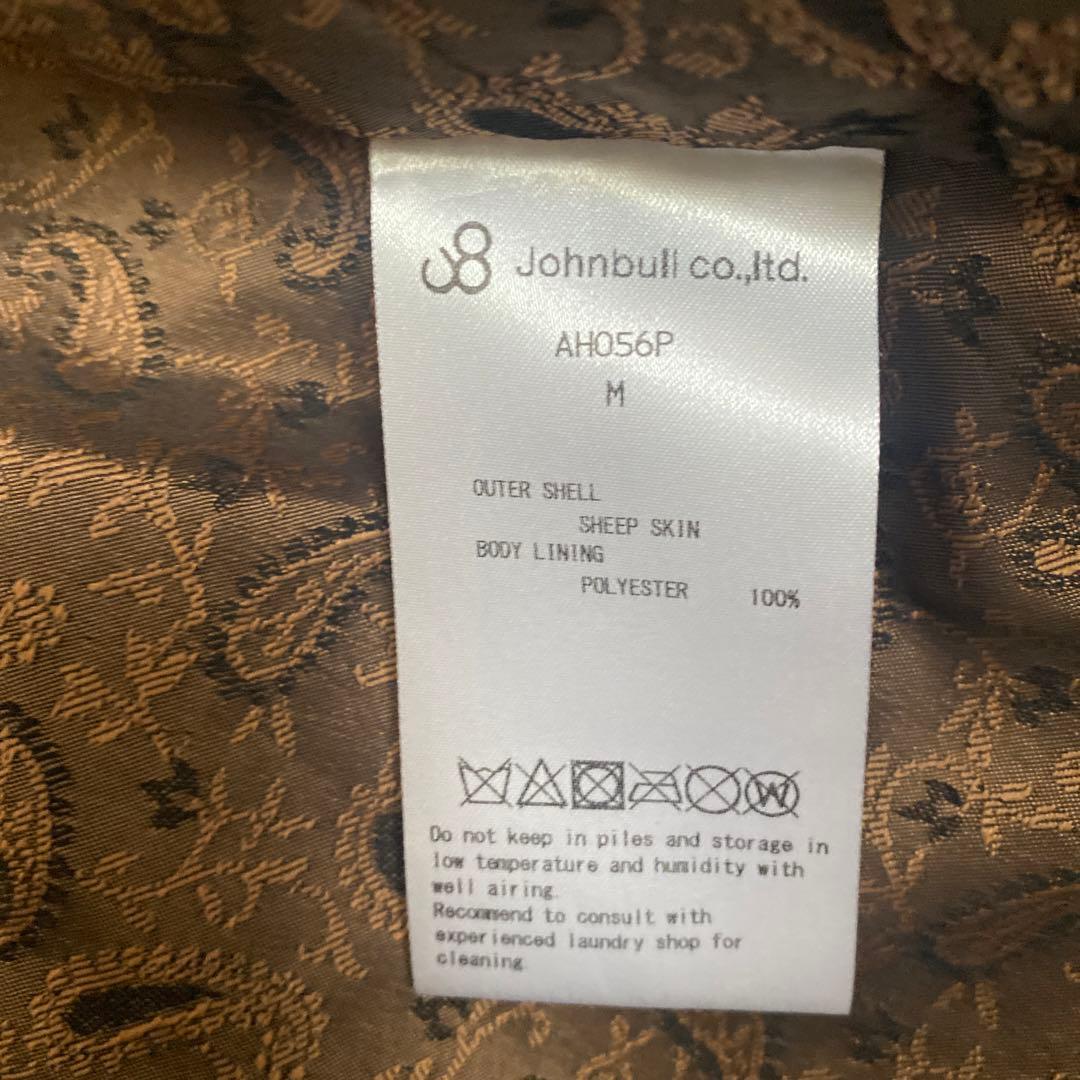 Johnbull co.,ltd.
AH056P
M
OUTER SHELL
SHEEP SKIN
BODY LINING
POLYESTER 100%
W
Do not keep in piles and storage in
low temperature and humidity with
well airing.
Recommend to consult with
experienced laundry shop for
cleaning